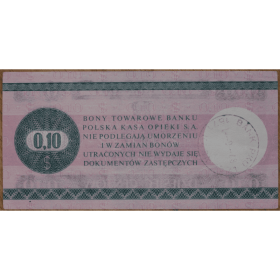 BONY TOWAROWE BANKU
POLSKA KASA OPIEKI S.A.
NIE PODLEGAJĄ UMORZENIU
I W ZAMIAN BONÓW
UTRACONYCH NIE WYDAJE SIĘ
DOKUMENTÓW ZASTĘPCZYCH
0,10
$